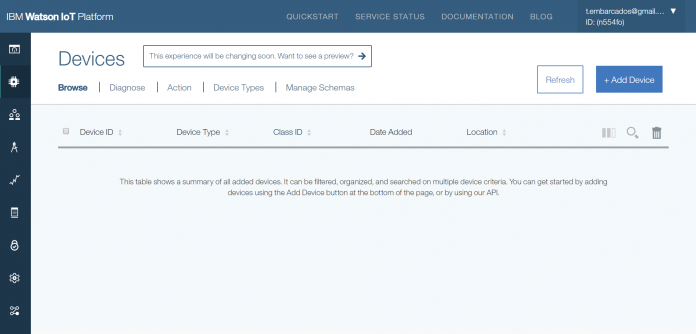 IBM Watson IoT Platform
QUICKSTART SERVICE STATUS DOCUMENTATION BLOG
t.embarcados@gmail....
ID: (n554fo)
Devices
This experience will be changing soon. Want to see a preview?
Browse Diagnose Action Device Types Manage Schemas
Refresh
+ Add Device
Device ID Device Type Class ID Date Added Location
This table shows a summary of all added devices. It can be filtered, organized, and searched on multiple device criteria. You can get started by adding
devices using the Add Device button at the bottom of the page, or by using our API.